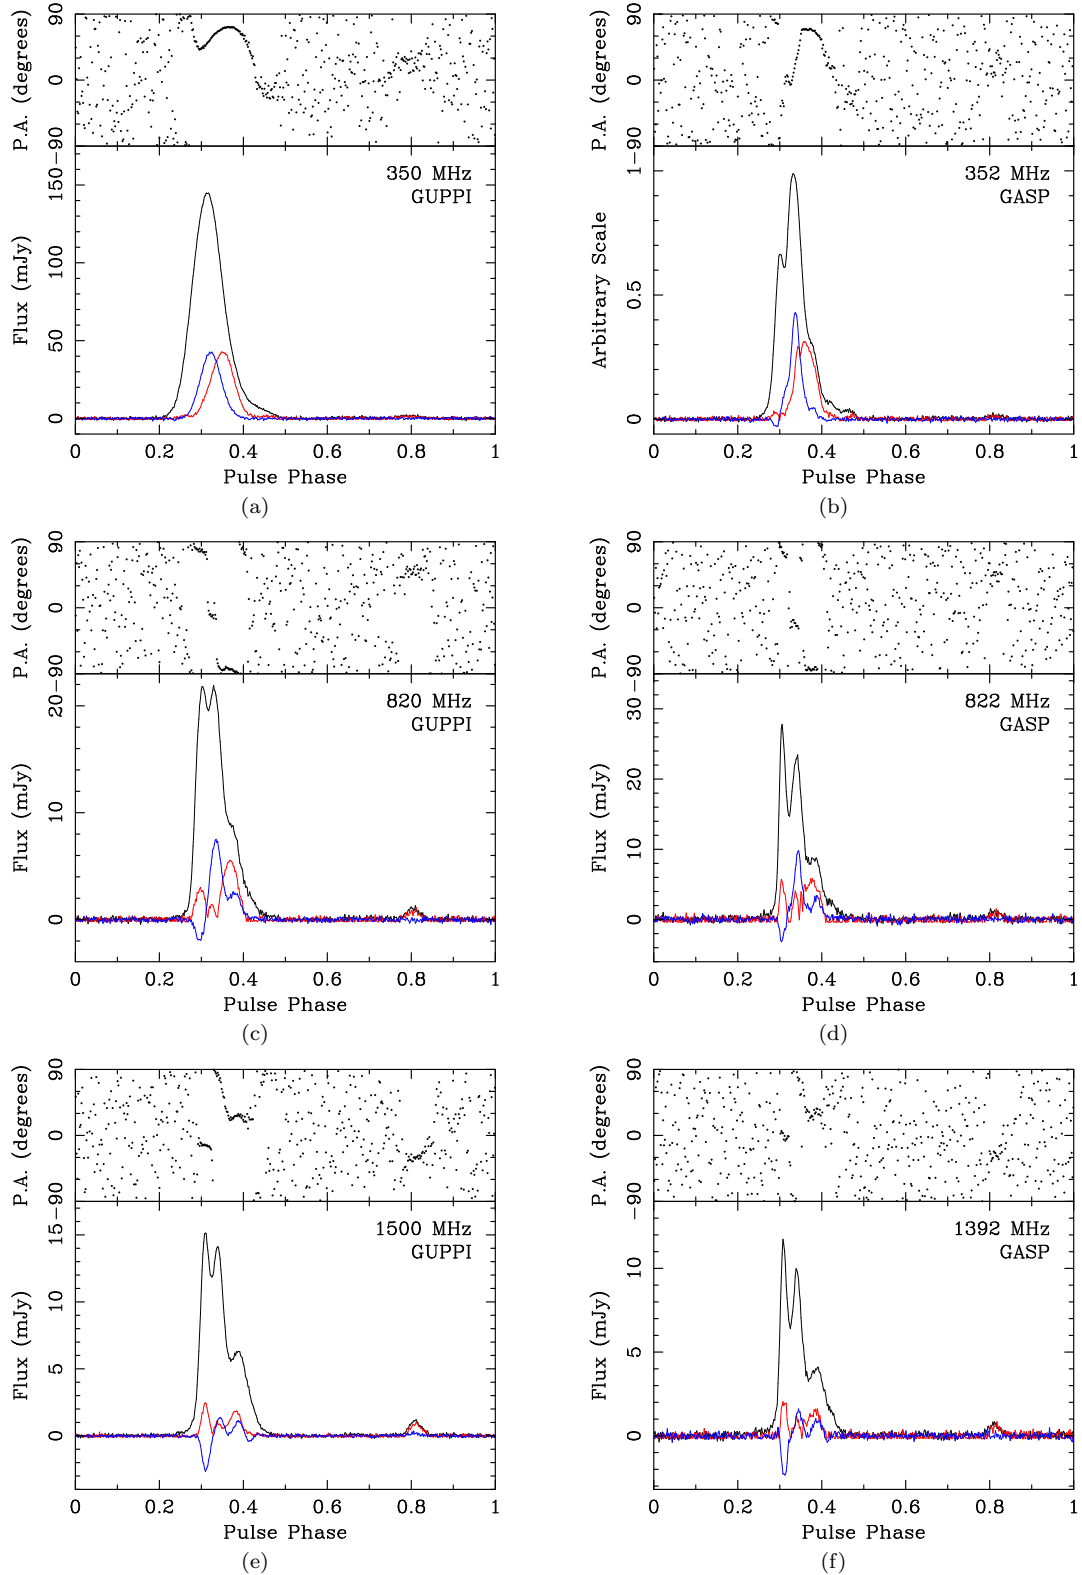 P.A. (degrees)
90
0
-90
350 MHz
GUPPI
Flux (mJy)
150
100
50
0
0 0.2 0.4 0.6 0.8 1
Pulse Phase
(a)
P.A. (degrees)
90
0
-90
352 MHz
GASP
Arbitrary Scale
1
0.5
0
0 0.2 0.4 0.6 0.8 1
Pulse Phase
(b)
P.A. (degrees)
90
0
-90
820 MHz
GUPPI
Flux (mJy)
20
10
0
0 0.2 0.4 0.6 0.8 1
Pulse Phase
(c)
P.A. (degrees)
90
0
-90
822 MHz
GASP
Flux (mJy)
30
20
10
0
0 0.2 0.4 0.6 0.8 1
Pulse Phase
(d)
P.A. (degrees)
90
0
-90
1500 MHz
GUPPI
Flux (mJy)
15
10
5
0
0 0.2 0.4 0.6 0.8 1
Pulse Phase
(e)
P.A. (degrees)
90
0
-90
1392 MHz
GASP
Flux (mJy)
10
5
0
0 0.2 0.4 0.6 0.8 1
Pulse Phase
(f)